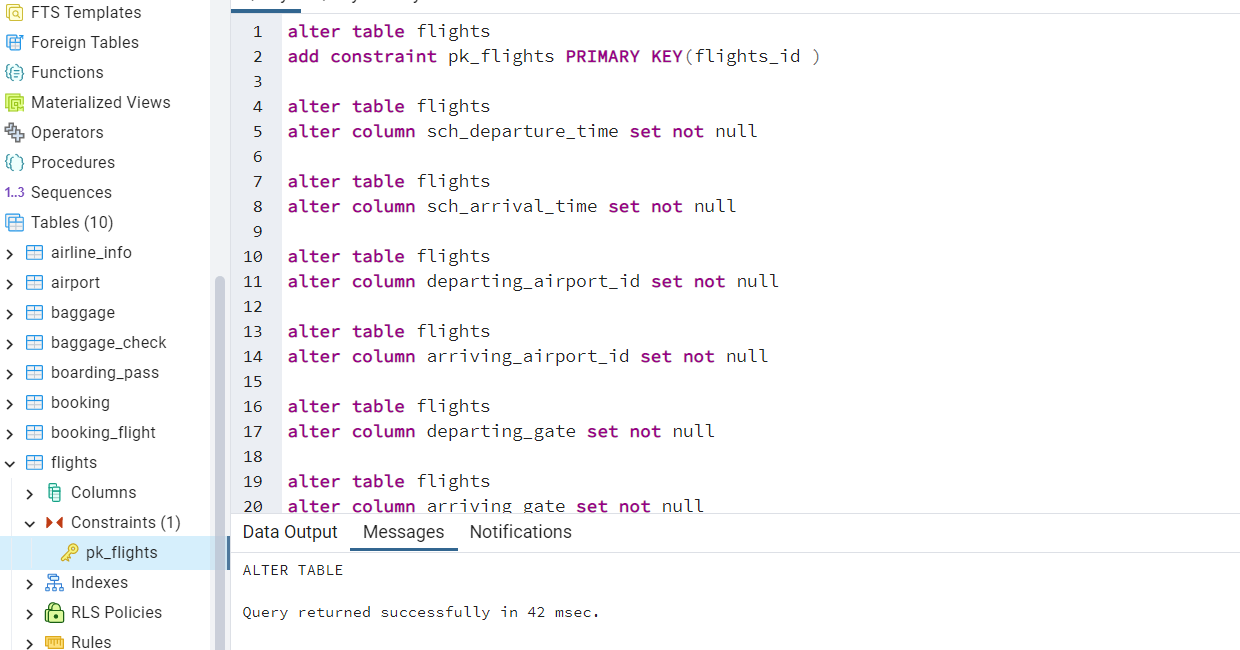 FTS Templates
Foreign Tables
Functions
Materialized Views
Operators
Procedures
1..3 Sequences
Tables (10)
airline_info
airport
baggage
baggage_check
boarding_pass
booking
booking_flight
flights
Columns
Constraints (1)
pk_flights
Indexes
RLS Policies
Rules
1 alter table flights
2 add constraint pk_flights PRIMARY KEY(flights_id )
3
4 alter table flights
5 alter column sch_departure_time set not null
6
7 alter table flights
8 alter column sch_arrival_time set not null
9
10 alter table flights
11 alter column departing_airport_id set not null
12
13 alter table flights
14 alter column arriving_airport_id set not null
15
16 alter table flights
17 alter column departing_gate set not null
18
19 alter table flights
20 alter column arriving_gate set not null
Data Output Messages Notifications
ALTER TABLE
Query returned successfully in 42 msec.